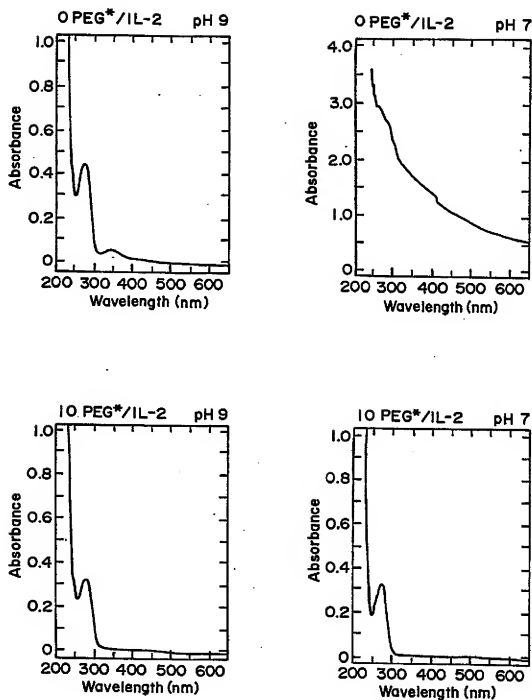 0 PEG*/IL-2 pH 9
1.0
0.8
0.6
0.4
0.2
0
Absorbance
200 300 400 500 600
Wavelength (nm)
0 PEG*/IL-2 pH 7
4.0
3.0
2.0
1.0
0
Absorbance
200 300 400 500 600
Wavelength (nm)
10 PEG*/IL-2 pH 9
1.0
0.8
0.6
0.4
0.2
0
Absorbance
200 300 400 500 600
Wavelength (nm)
10 PEG*/IL-2 pH 7
1.0
0.8
0.6
0.4
0.2
0
Absorbance
200 300 400 500 600
Wavelength (nm)